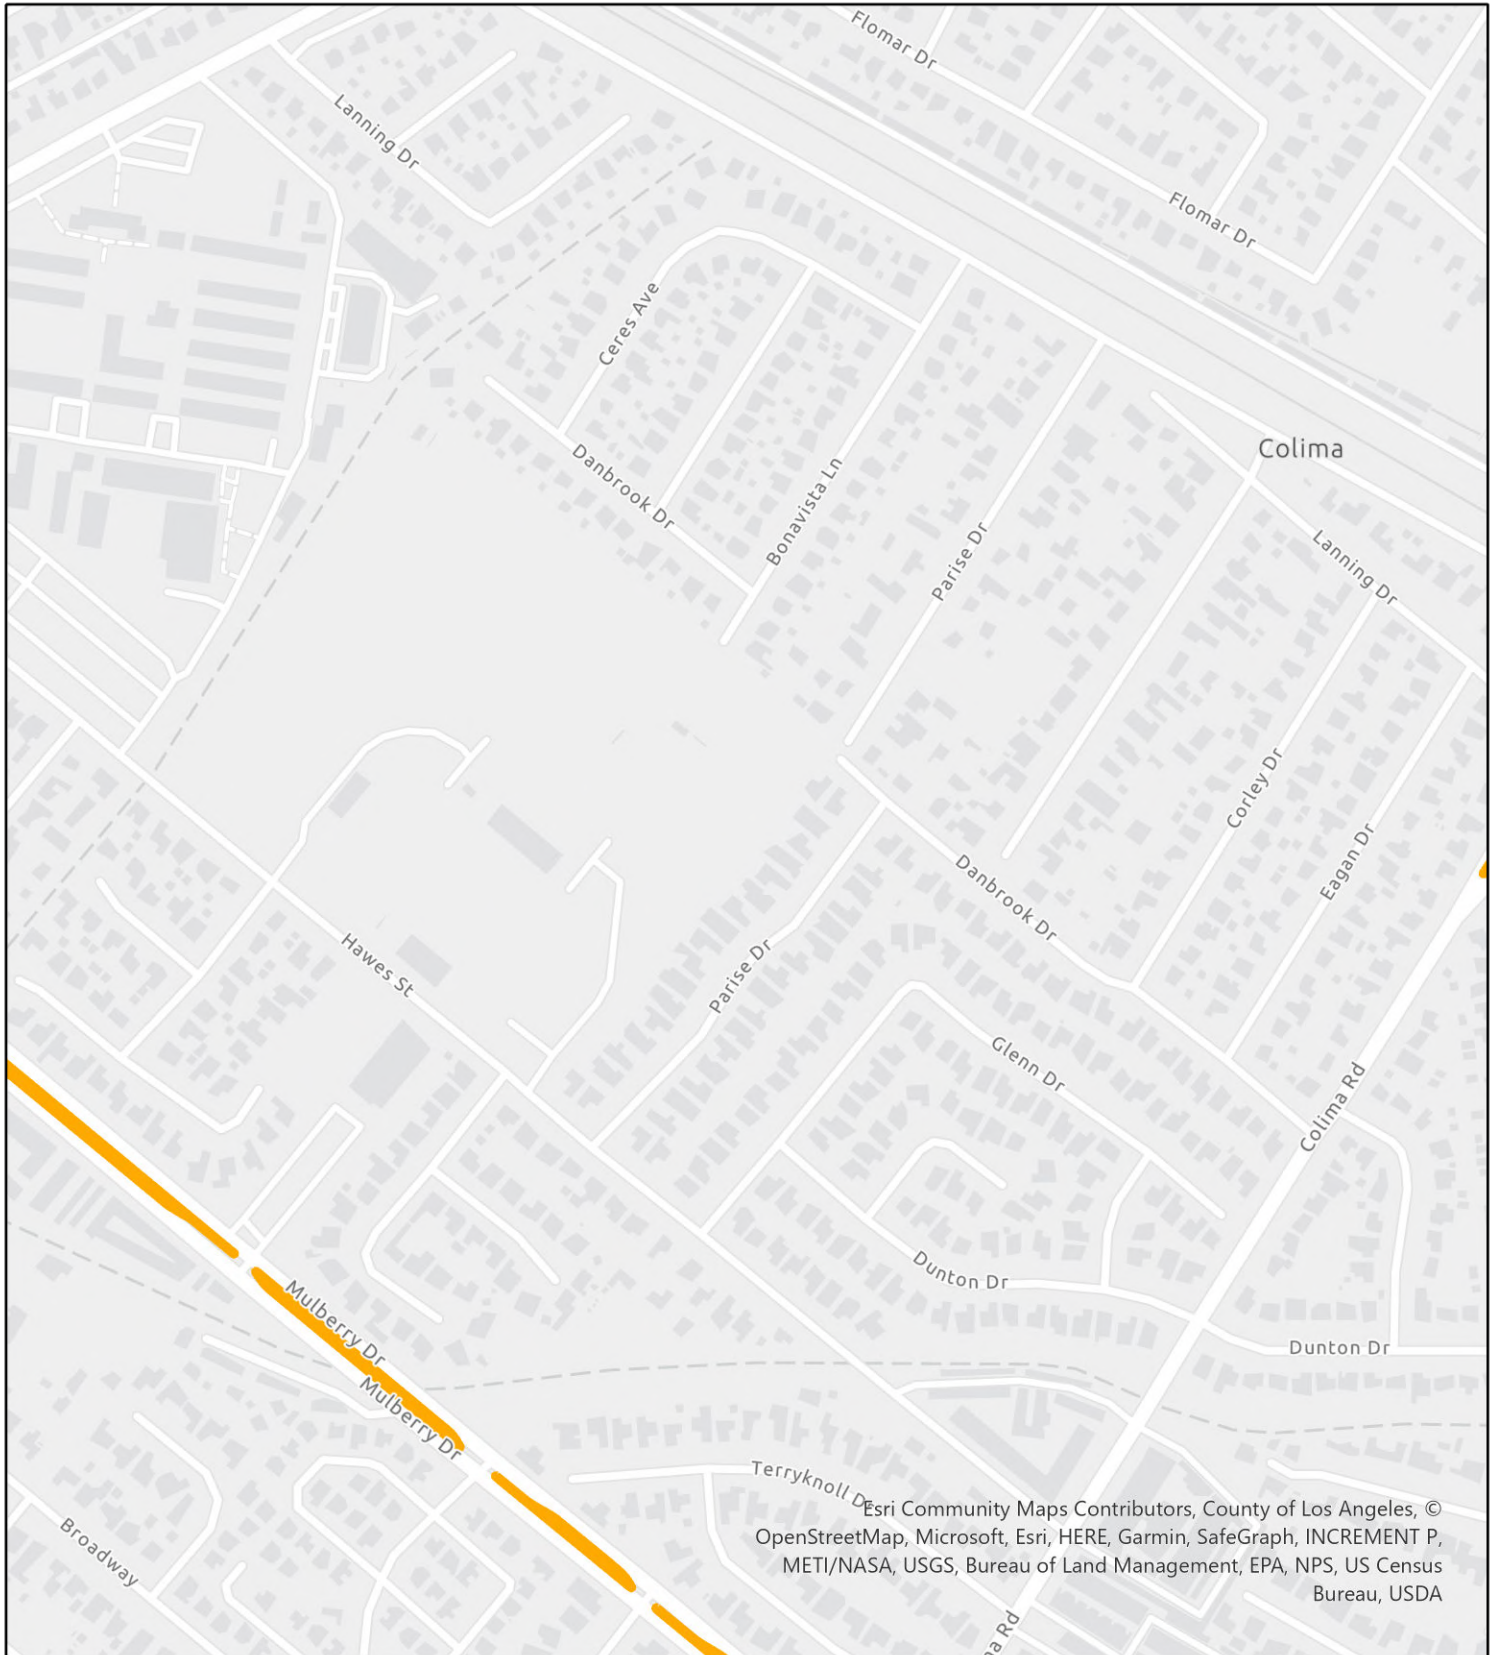 Flomar Dr
Lanning Dr
Flomar Dr
Ceres Ave
Colima
Danbrook Dr
Bonavista Ln
Parise Dr
Lanning Dr
Corley Dr
Eagan Dr
Danbrook Dr
Hawes St
Parise Dr
Glenn Dr
Colima Rd
Dunton Dr
Mulberry Dr
Dunton Dr
Mulberry Dr
Terryknoll Dr
Broadway
Esri Community Maps Contributors, County of Los Angeles, ©
OpenStreetMap, Microsoft, Esri, HERE, Garmin, SafeGraph, INCREMENT P,
METI/NASA, USGS, Bureau of Land Management, EPA, NPS, US Census
Bureau, USDA
na Rd